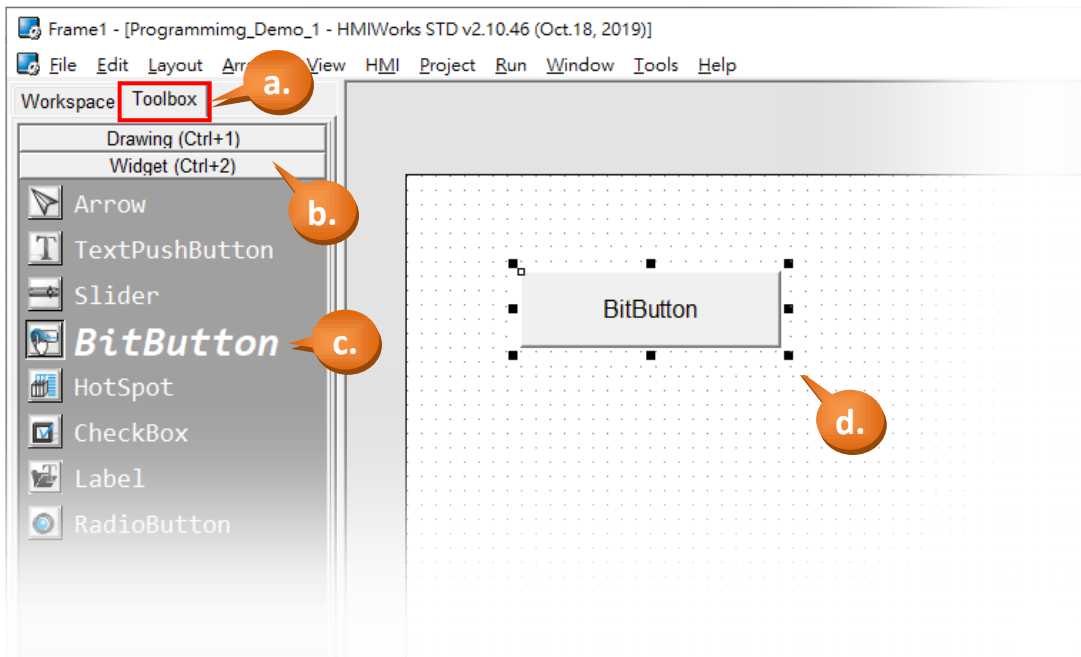 Frame1 - [Programmimg_Demo_1 - HMIWorks STD v2.10.46 (Oct.18, 2019)]
File Edit Layout View HMI Project Run Window Tools Help
a.
Workspace Toolbox
Drawing (Ctrl+1)
Widget (Ctrl+2)
b.
Arrow
TextPushButton
Slider
BitButton
BitButton
c.
HotSpot
d.
CheckBox
Label
RadioButton